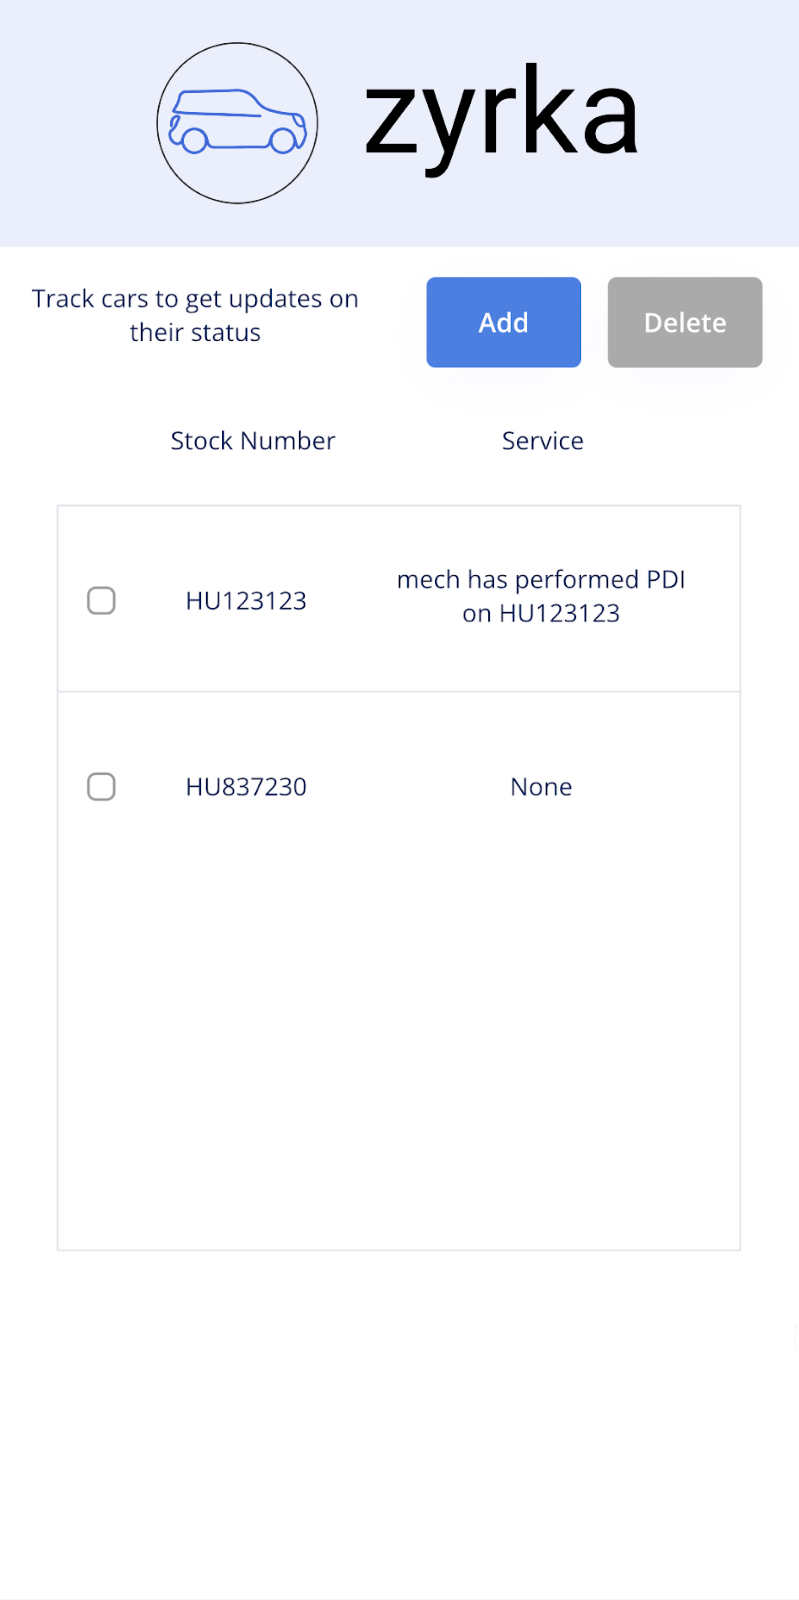 zyrka
Track cars to get updates on
their status
Add
Delete
Stock Number
Service
HU123123
mech has performed PDI
on HU123123
HU837230
None